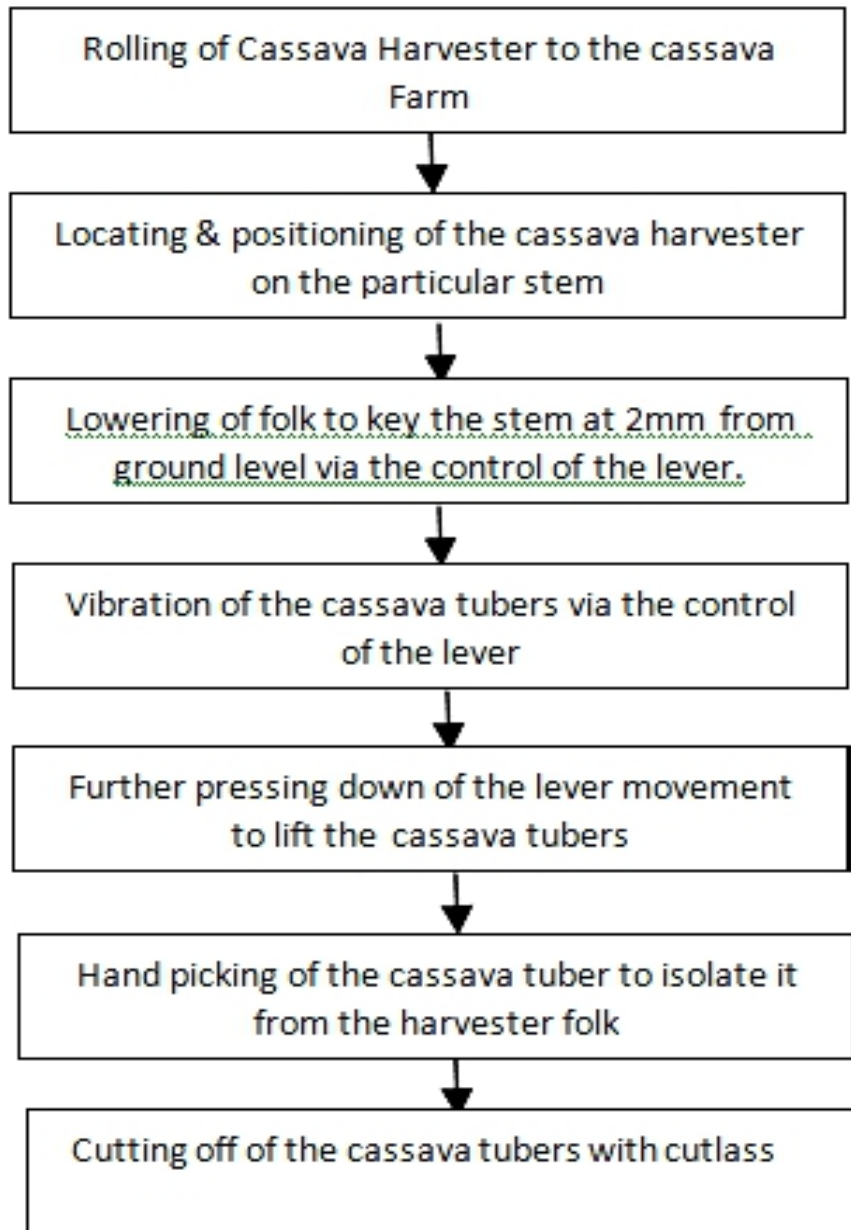 Rolling of Cassava Harvester to the cassava
Farm
Locating & positioning of the cassava harvester
on the particular stem
Lowering of folk to key the stem at 2mm from
ground level via the control of the lever.
Vibration of the cassava tubers via the control
of the lever
Further pressing down of the lever movement
to lift the cassava tubers
Hand picking of the cassava tuber to isolate it
from the harvester folk
Cutting off of the cassava tubers with cutlass